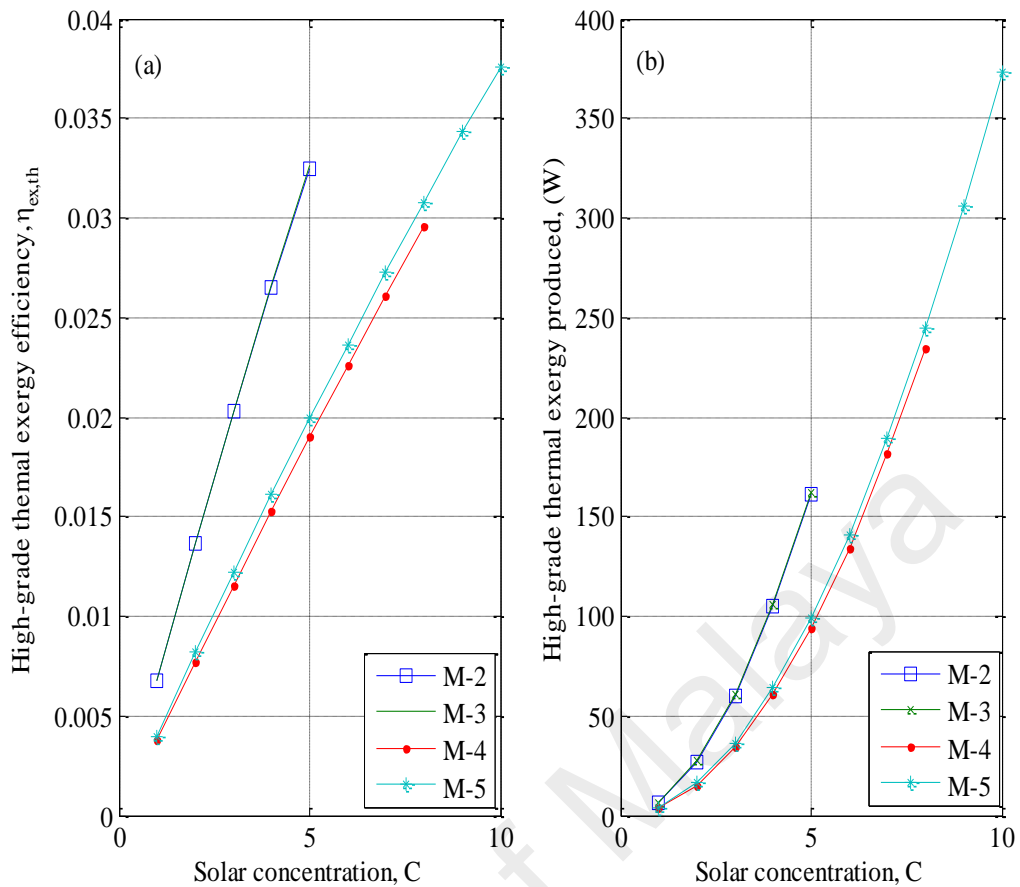 (a)
High-grade themal exergy efficiency, ηex,th
0.04
0.035
0.03
0.025
0.02
0.015
0.01
0.005
0
0
5
10
Solar concentration, C
M-2
M-3
M-4
M-5
(b)
High-grade thermal exergy produced, (W)
400
350
300
250
200
150
100
50
0
0
5
10
Solar concentration, C
M-2
M-3
M-4
M-5
Malaya